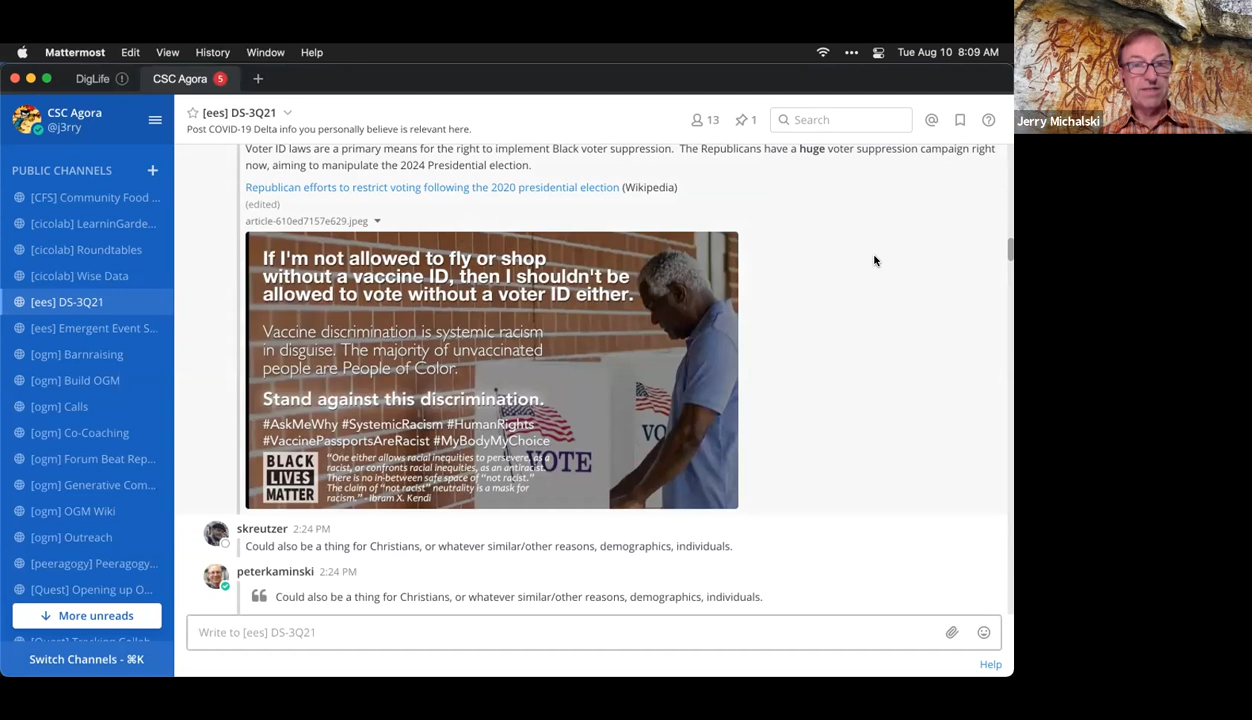 Mattermost Edit View History Window Help Tue Aug 10 8:09 AM
Jerry Michalski
DigLife CSC Agora 5 +
CSC Agora
@j3rry
[ees] DS-3Q21
Post COVID-19 Delta info you personally believe is relevant here.
13 1 Search
PUBLIC CHANNELS +
[CFS] Community Food ...
[cicolab] LearninGarde...
[cicolab] Roundtables
[cicolab] Wise Data
[ees] DS-3Q21
[ees] Emergent Event S...
[ogm] Barnraising
[ogm] Build OGM
[ogm] Calls
[ogm] Co-Coaching
[ogm] Forum Beat Rep...
[ogm] Generative Com...
[ogm] OGM Wiki
[ogm] Outreach
[peeragogy] Peeragogy...
[Quest] Opening up O...
More unreads
Switch Channels - ⌘K
Voter ID laws are a primary means for the right to implement Black voter suppression. The Republicans have a huge voter suppression campaign right
now, aiming to manipulate the 2024 Presidential election.
Republican efforts to restrict voting following the 2020 presidential election (Wikipedia)
(edited)
article-610ed7157e629.jpeg
If I'm not allowed to fly or shop
without a vaccine ID, then I shouldn't be
allowed to vote without a voter ID either.
Vaccine discrimination is systemic racism
in disguise. The majority of unvaccinated
people are People of Color.
Stand against this discrimination.
#AskMeWhy #SystemicRacism #HumanRights
#VaccinePassportsAreRacist #MyBodyMyChoice
BLACK
LIVES
MATTER
"One either allows racial inequities to persevere, as a
racist, or confronts racial inequities, as an antiracist.
There is no in-between safe space of "not racist."
The claim of "not racist" neutrality is a mask for
racism." - Ibram X. Kendi
VOTE
VO
skreutzer 2:24 PM
Could also be a thing for Christians, or whatever similar/other reasons, demographics, individuals.
peterkaminski 2:24 PM
Could also be a thing for Christians, or whatever similar/other reasons, demographics, individuals.
Write to [ees] DS-3Q21
Help